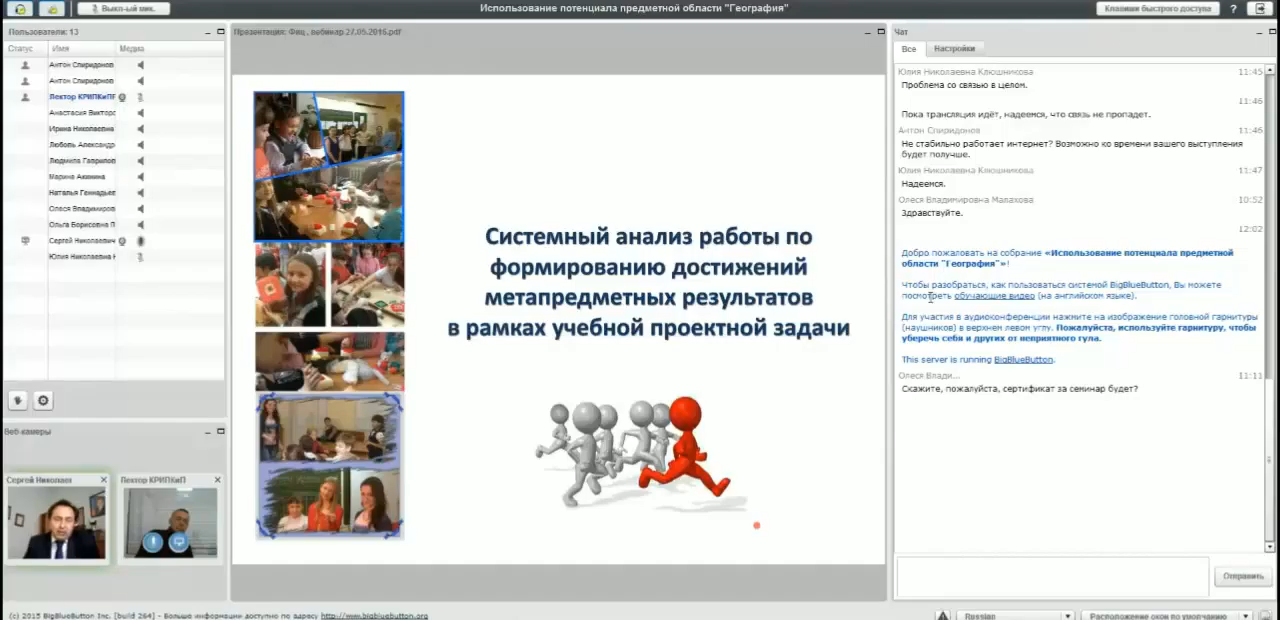 Выкл-ый мик.
Использование потенциала предметной области "География"
Клавиши быстрого доступа
?
Пользователи: 13
Статус Имя Медиа
Антон Спиридонов
Антон Спиридонов
Лектор КРИПКиПР
Анастасия Викторо
Ирина Николаевна
Любовь Александр
Людмила Гаврилов
Марина Акинина
Наталья Геннадьев
Олеся Владимиров
Ольга Борисовна П
Сергей Николаевич
Юлия Николаевна К
Веб-камеры
Сергей Николаев
Лектор КРИПКиП
Презентация: Фиц_ вебинар 27.05.2016.pdf
Системный анализ работы по
формированию достижений
метапредметных результатов
в рамках учебной проектной задачи
Чат
Все Настройки
Юлия Николаевна Клюшникова 11:45
Проблема со связью в целом.
11:46
Пока трансляция идёт, надеемся, что связь не пропадет.
Антон Спиридонов 11:46
Не стабильно работает интернет? Возможно ко времени вашего выступления
будет получше.
Юлия Николаевна Клюшникова 11:47
Надеемся.
Олеся Владимировна Малахова 10:52
Здравствуйте.
12:02
Добро пожаловать на собрание «Использование потенциала предметной
области "География"»!
Чтобы разобраться, как пользоваться системой BigBlueButton, Вы можете
посмотреть обучающие видео (на английском языке).
Для участия в аудиоконференции нажмите на изображение головной гарнитуры
(наушников) в верхнем левом углу. Пожалуйста, используйте гарнитуру, чтобы
уберечь себя и других от неприятного гула.
This server is running BigBlueButton.
Олеся Влади... 11:11
Скажите, пожалуйста, сертификат за семинар будет?
Отправить
(c) 2015 BigBlueButton Inc. [build 264] - Больше информации доступно по адресу http://www.bigbluebutton.org
Russian
Расположение окон по умолчанию